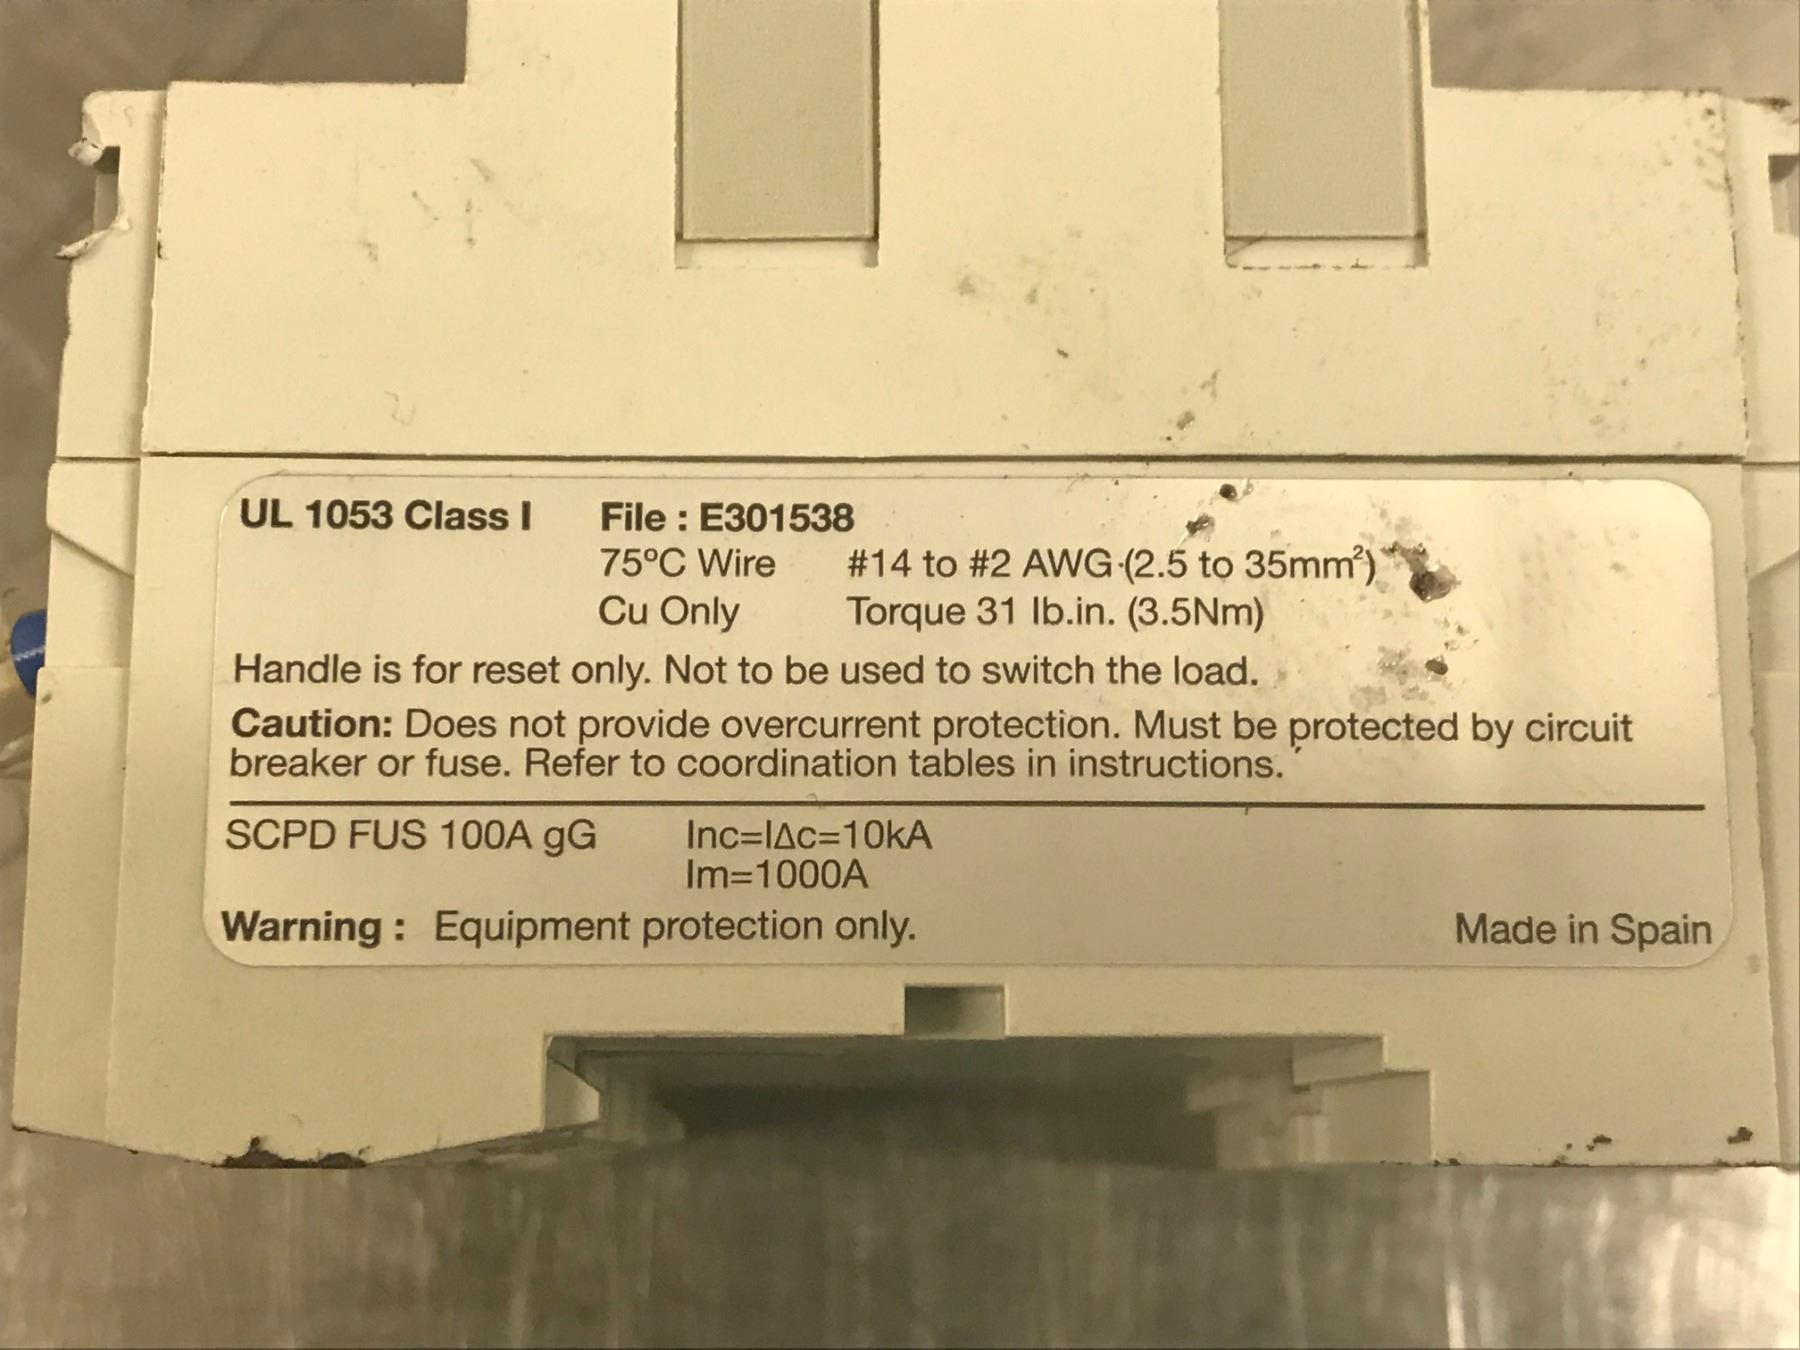 UL 1053 Class I File : E301538
75ºC Wire #14 to #2 AWG (2.5 to 35mm²)
Cu Only Torque 31 lb.in. (3.5Nm)
Handle is for reset only. Not to be used to switch the load.
Caution: Does not provide overcurrent protection. Must be protected by circuit
breaker or fuse. Refer to coordination tables in instructions.
SCPD FUS 100A gG Inc=IΔc=10kA
Im=1000A
Warning : Equipment protection only. Made in Spain